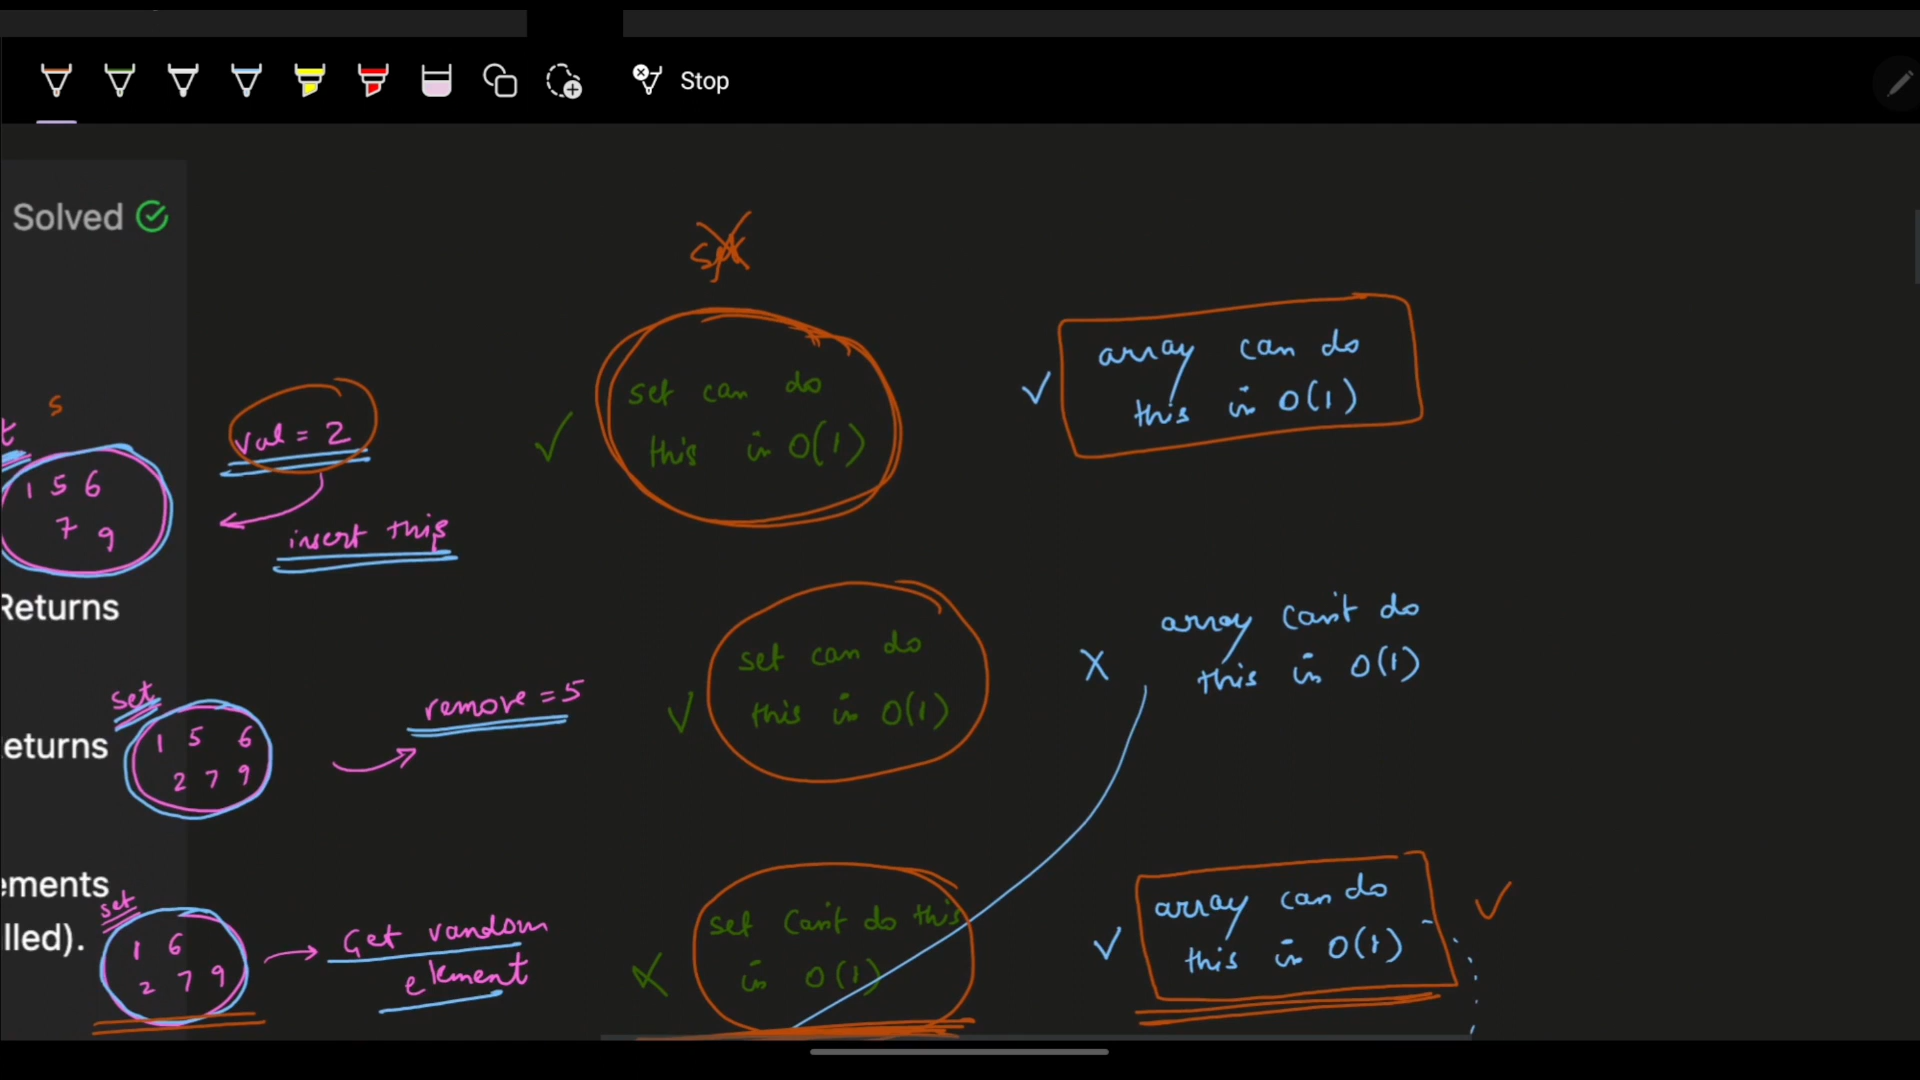 Stop
Solved
set can do
this in O(1)
array can do
this in O(1)
s
val = 2
1 5 6
7 9
insert this
Returns
set can do
this in O(1)
array can't do
this in O(1)
set
remove = 5
1 5 6
2 7 9
eturns
ements
set
1 6
2 7 9
Get random
element
lled).
set can't do this
in O(1)
array can do
this in O(1)